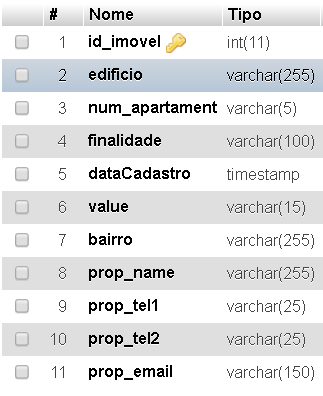 # Nome Tipo
1 id_imovel int(11)
2 edificio varchar(255)
3 num_apartament varchar(5)
4 finalidade varchar(100)
5 dataCadastro timestamp
6 value varchar(15)
7 bairro varchar(255)
8 prop_name varchar(255)
9 prop_tel1 varchar(25)
10 prop_tel2 varchar(25)
11 prop_email varchar(150)